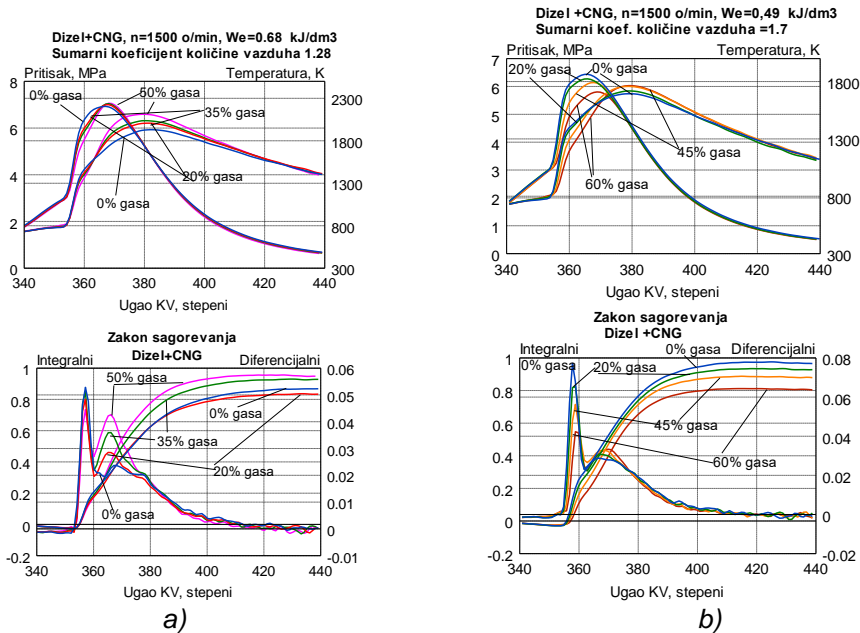 Dizel+CNG, n=1500 o/min, We=0.68 kJ/dm3
Sumarni koeficijent količine vazduha 1.28
Pritisak, MPa
Temperatura, K
8
6
4
2
0
2300
1800
1300
800
300
0% gasa
50% gasa
35% gasa
20% gasa
0% gasa
340 360 380 400 420 440
Ugao KV, stepeni
Zakon sagorevanja
Dizel+CNG
Integralni
Diferencijalni
1
0.8
0.6
0.4
0.2
0
-0.2
0.06
0.05
0.04
0.03
0.02
0.01
0
-0.01
50% gasa
0% gasa
35% gasa
20% gasa
0% gasa
340 360 380 400 420 440
Ugao KV, stepeni
a)
Dizel +CNG, n=1500 o/min, We=0,49 kJ/dm3
Sumarni koef. količine vazduha =1.7
Pritisak, MPa
Temperatura, K
7
6
5
4
3
2
1
0
1800
1300
800
300
20% gasa
0% gasa
45% gasa
60% gasa
340 360 380 400 420 440
Ugao KV, stepeni
Zakon sagorevanja
Dizel +CNG
Integralni
Diferencijalni
1
0.8
0.6
0.4
0.2
0
-0.2
0.08
0.06
0.04
0.02
0.00
-0.02
0% gasa
0% gasa
20% gasa
45% gasa
60% gasa
340 360 380 400 420 440
Ugao KV, stepeni
b)